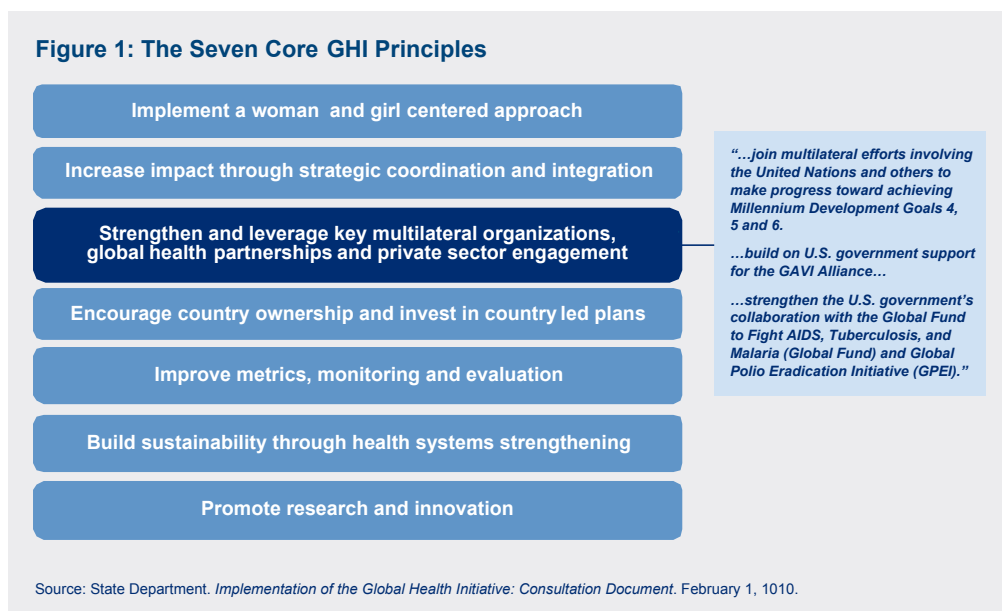 Figure 1: The Seven Core GHI Principles
Implement a woman and girl centered approach
Increase impact through strategic coordination and integration
Strengthen and leverage key multilateral organizations,
global health partnerships and private sector engagement
Encourage country ownership and invest in country led plans
Improve metrics, monitoring and evaluation
Build sustainability through health systems strengthening
Promote research and innovation
“…join multilateral efforts involving
the United Nations and others to
make progress toward achieving
Millennium Development Goals 4,
5 and 6.
…build on U.S. government support
for the GAVI Alliance…
…strengthen the U.S. government’s
collaboration with the Global Fund
to Fight AIDS, Tuberculosis, and
Malaria (Global Fund) and Global
Polio Eradication Initiative (GPEI).”
Source: State Department. Implementation of the Global Health Initiative: Consultation Document. February 1, 1010.